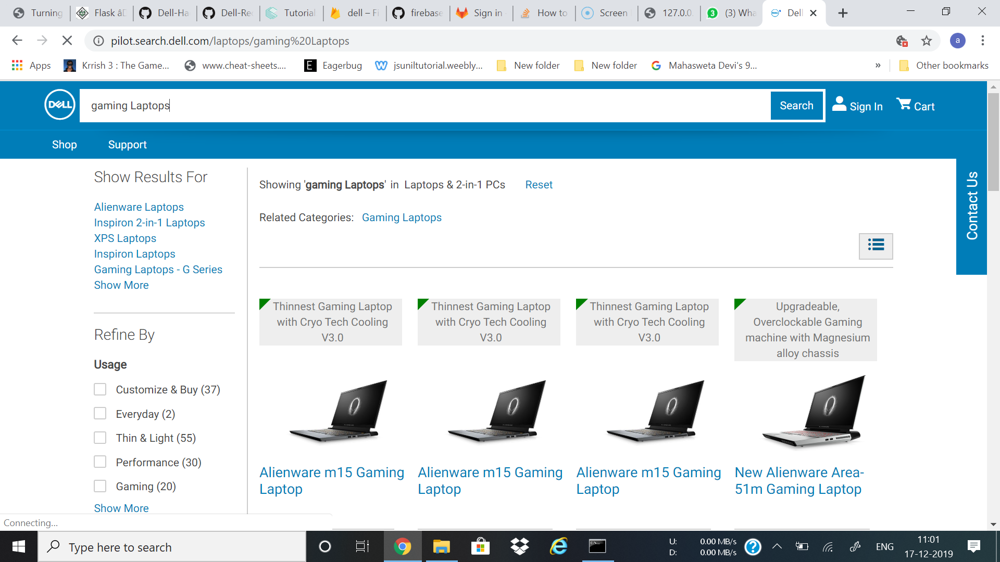 Turning
Flask âD
Dell-Ha
Dell-Rec
Tutorial
dell – Fi
firebase
Sign in
How to
Screen
127.0.0.
3
(3) Wha
Dell
pilot.search.dell.com/laptops/gaming%20Laptops
a
Apps
Krrish 3 : The Game...
www.cheat-sheets....
E
Eagerbug
jsuniltutorial.weebly...
New folder
New folder
Mahasweta Devi's 9...
»
Other bookmarks
DELL
gaming Laptops
Search
Sign In
Cart
Shop
Support
Contact Us
Show Results For
Alienware Laptops
Inspiron 2-in-1 Laptops
XPS Laptops
Inspiron Laptops
Gaming Laptops - G Series
Show More
Refine By
Usage
Customize & Buy (37)
Everyday (2)
Thin & Light (55)
Performance (30)
Gaming (20)
Show More
Showing 'gaming Laptops' in Laptops & 2-in-1 PCs
Reset
Related Categories: Gaming Laptops
Thinnest Gaming Laptop
with Cryo Tech Cooling
V3.0
Thinnest Gaming Laptop
with Cryo Tech Cooling
V3.0
Thinnest Gaming Laptop
with Cryo Tech Cooling
V3.0
Upgradeable,
Overclockable Gaming
machine with Magnesium
alloy chassis
Alienware m15 Gaming
Laptop
Alienware m15 Gaming
Laptop
Alienware m15 Gaming
Laptop
New Alienware Area-
51m Gaming Laptop
Connecting...
Type here to search
U: 0.00 MB/s
D: 0.00 MB/s
ENG
11:01
17-12-2019